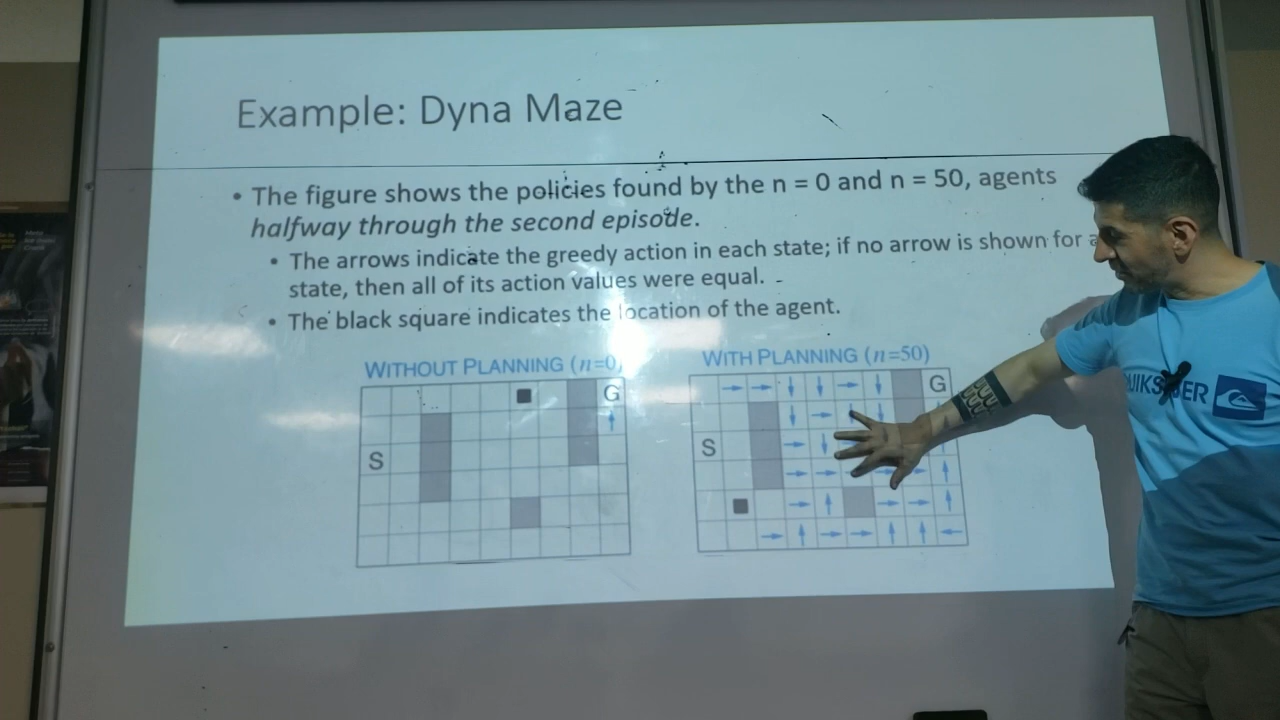 Example: Dyna Maze
• The figure shows the policies found by the n = 0 and n = 50, agents
halfway through the second episode.
• The arrows indicate the greedy action in each state; if no arrow is shown for a
state, then all of its action values were equal.
• The black square indicates the location of the agent.
WITHOUT PLANNING (n=0)
WITH PLANNING (n=50)
G
S
G
S